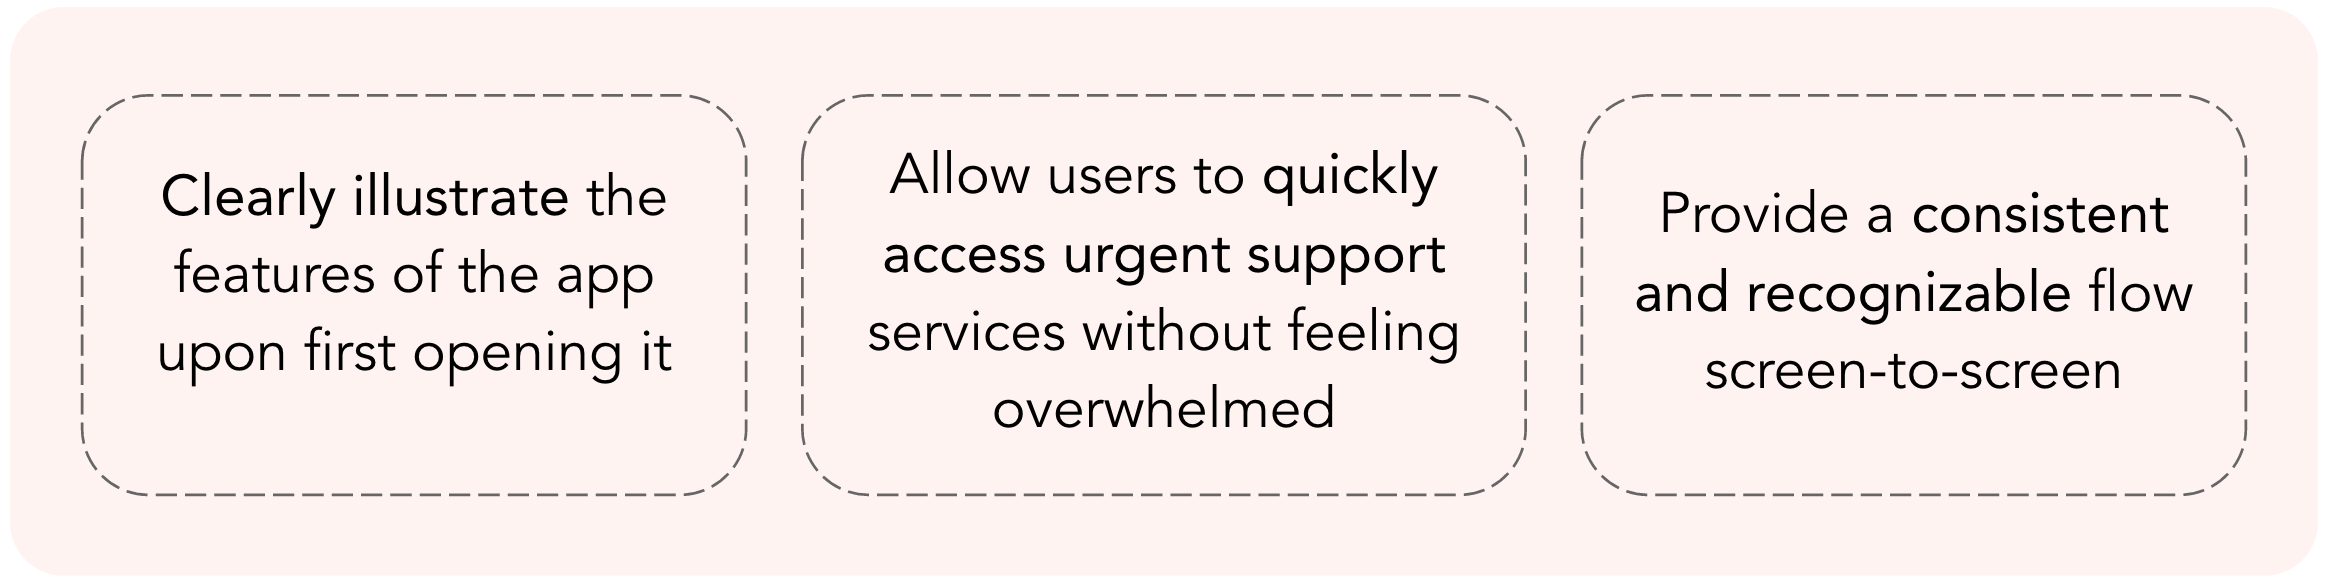 Clearly illustrate the
features of the app
upon first opening it
Allow users to quickly
access urgent support
services without feeling
overwhelmed
Provide a consistent
and recognizable flow
screen-to-screen